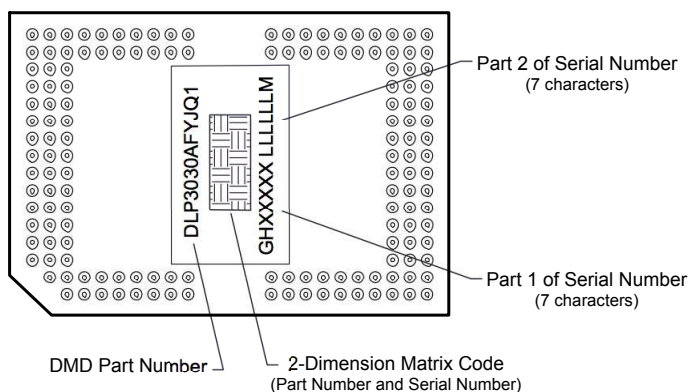 Part 2 of Serial Number
(7 characters)
DLP3030AFYJQ1
GHXXXXX LLLLLLM
Part 1 of Serial Number
(7 characters)
DMD Part Number
2-Dimension Matrix Code
(Part Number and Serial Number)